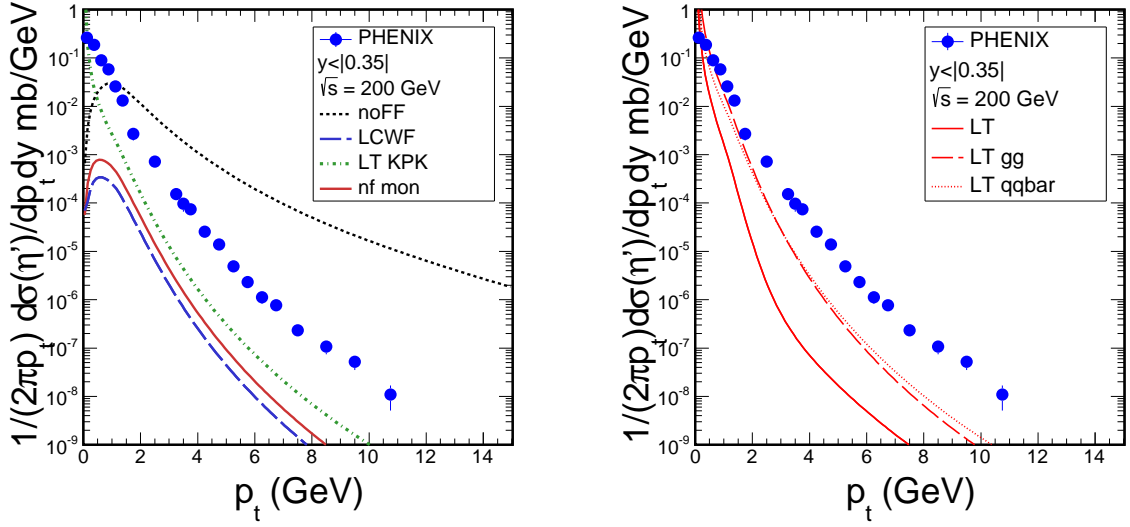 1/(2πp_t) dσ(η')/dp_t dy mb/GeV
1
10^-1
10^-2
10^-3
10^-4
10^-5
10^-6
10^-7
10^-8
10^-9
PHENIX
y<|0.35|
√s = 200 GeV
noFF
LCWF
LT KPK
nf mon
0 2 4 6 8 10 12 14
p_t (GeV)
1/(2πp_t)dσ(η')/dp_t dy mb/GeV
1
10^-1
10^-2
10^-3
10^-4
10^-5
10^-6
10^-7
10^-8
10^-9
PHENIX
y<|0.35|
√s = 200 GeV
LT
LT gg
LT qqbar
0 2 4 6 8 10 12 14
p_t (GeV)